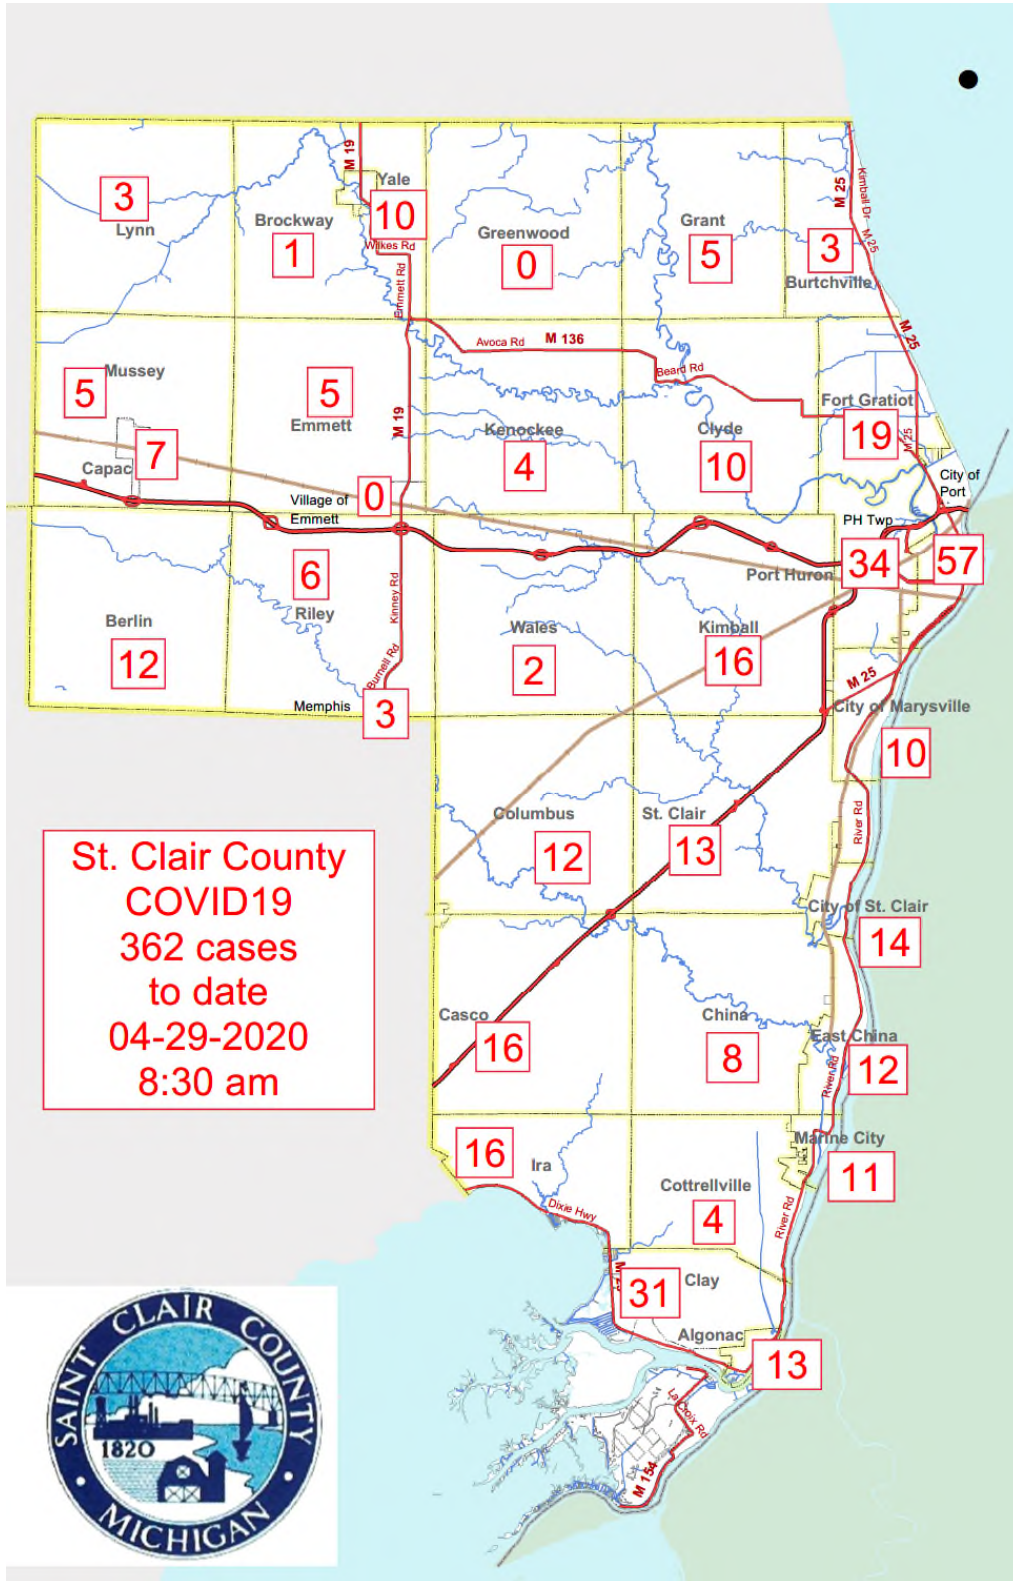 M 19
Yale
10
3
Lynn
Brockway
1
Wilkes Rd
Emmett Rd
Greenwood
0
Grant
5
M 25
Kimball Dr
M 25
3
Burtchville
M 25
Avoca Rd
M 136
Beard Rd
Mussey
5
5
Emmett
M 19
Fort Gratiot
19
M 25
Kenockee
4
Clyde
10
7
Capac
0
Village of
Emmett
City of
Port
PH Twp
34
57
Port Huron
6
Riley
Kinney Rd
Berlin
12
Wales
2
Kimball
16
Burnell Rd
Memphis
3
M 25
City of Marysville
10
Columbus
12
St. Clair
13
River Rd
City of St. Clair
14
St. Clair County
COVID19
362 cases
to date
04-29-2020
8:30 am
Casco
16
China
8
East China
12
River Rd
Marine City
11
16
Ira
Dixie Hwy
Cottrellville
4
River Rd
31
Clay
Algonac
13
La Croix Rd
M 154
SAINT CLAIR COUNTY
1820
MICHIGAN